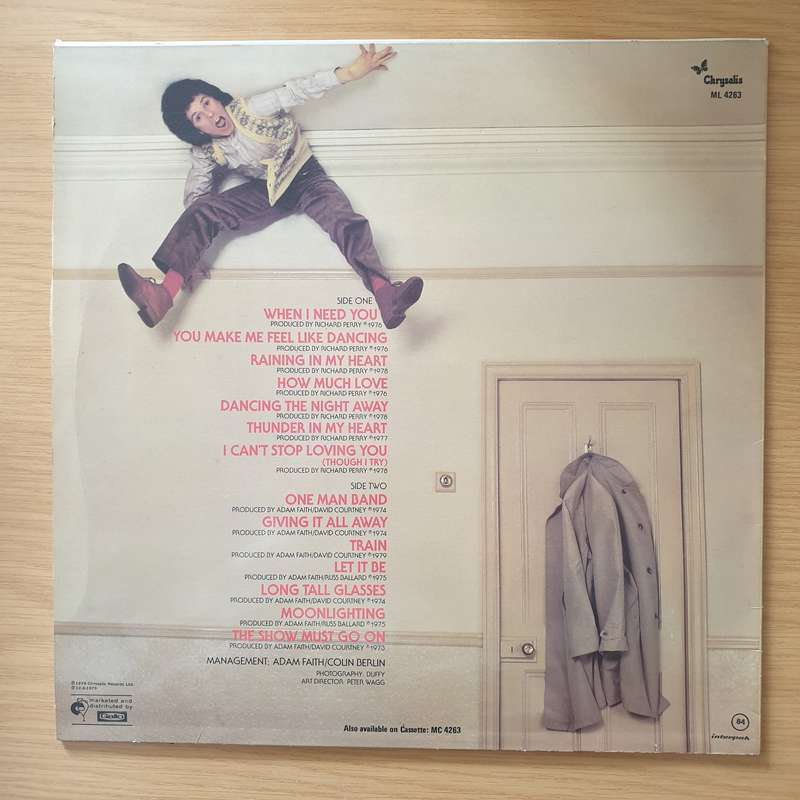 Chrysalis
ML 4263
SIDE ONE
WHEN I NEED YOU
PRODUCED BY RICHARD PERRY ℗1976
YOU MAKE ME FEEL LIKE DANCING
PRODUCED BY RICHARD PERRY ℗1976
RAINING IN MY HEART
PRODUCED BY RICHARD PERRY ℗1978
HOW MUCH LOVE
PRODUCED BY RICHARD PERRY ℗1976
DANCING THE NIGHT AWAY
PRODUCED BY RICHARD PERRY ℗1978
THUNDER IN MY HEART
PRODUCED BY RICHARD PERRY ℗1977
I CAN'T STOP LOVING YOU
(THOUGH I TRY)
PRODUCED BY RICHARD PERRY ℗1978
SIDE TWO
ONE MAN BAND
PRODUCED BY ADAM FAITH/DAVID COURTNEY ℗1974
GIVING IT ALL AWAY
PRODUCED BY ADAM FAITH/DAVID COURTNEY ℗1974
TRAIN
PRODUCED BY ADAM FAITH/DAVID COURTNEY ℗1979
LET IT BE
PRODUCED BY ADAM FAITH/RUSS BALLARD ℗1975
LONG TALL GLASSES
PRODUCED BY ADAM FAITH/DAVID COURTNEY ℗1974
MOONLIGHTING
PRODUCED BY ADAM FAITH/RUSS BALLARD ℗1975
THE SHOW MUST GO ON
PRODUCED BY ADAM FAITH/DAVID COURTNEY ℗1973
MANAGEMENT: ADAM FAITH/COLIN BERLIN
PHOTOGRAPHY: DUFFY
ART DIRECTOR: PETER WAGG
© 1979 Chrysalis Records Ltd.
marketed and
distributed by
Gallo
Also available on Cassette: MC 4263
84
interpak